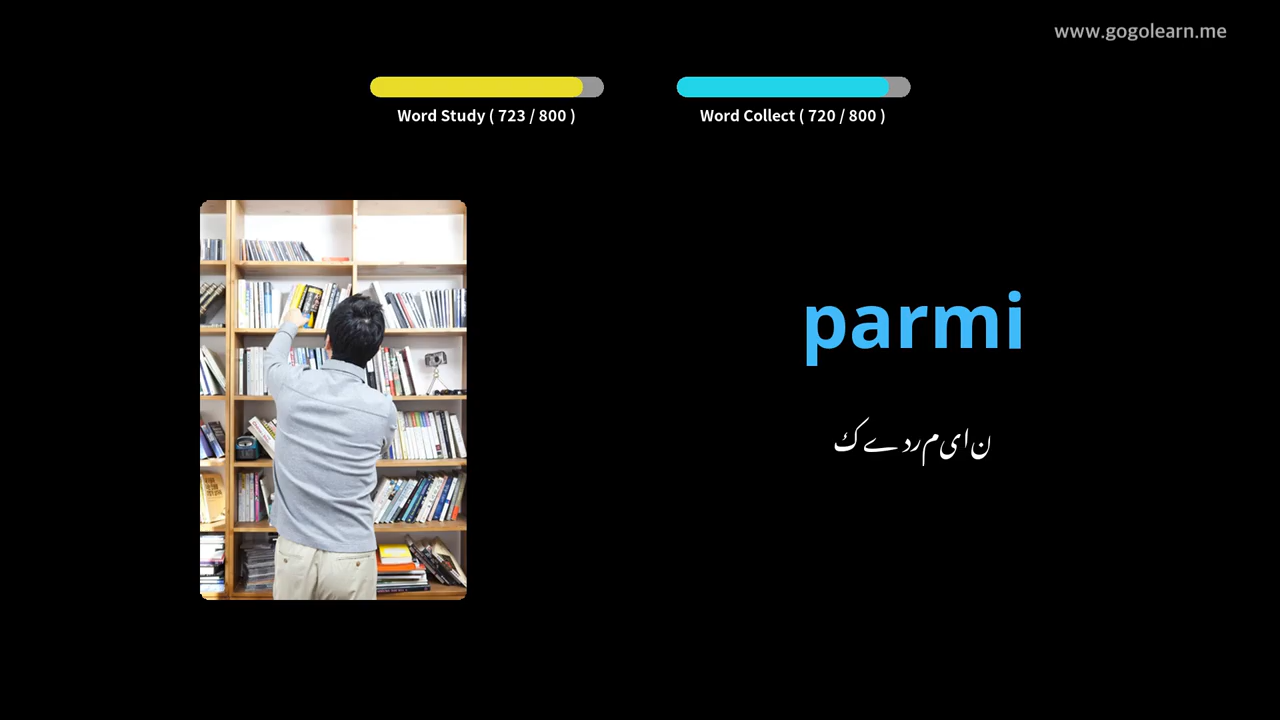 www.gogolearn.me
Word Study ( 723 / 800 )
Word Collect ( 720 / 800 )
parmi
کے درمیان